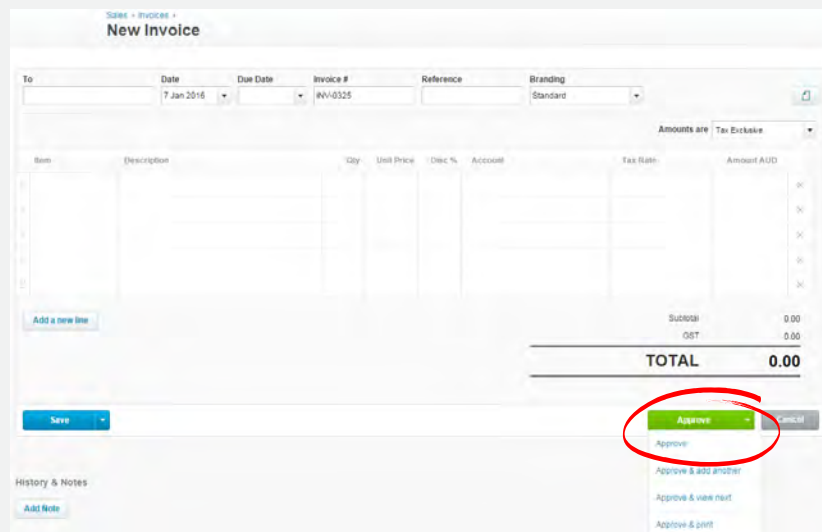 Sales › Invoices ›
New Invoice
To Date Due Date Invoice # Reference Branding
7 Jan 2016 INV-0325 Standard
Amounts are Tax Exclusive
Item Description Qty Unit Price Disc % Account Tax Rate Amount AUD
Add a new line
Subtotal 0.00
GST 0.00
TOTAL 0.00
Save Approve Cancel
Approve
Approve & add another
Approve & view next
Approve & print
History & Notes
Add Note